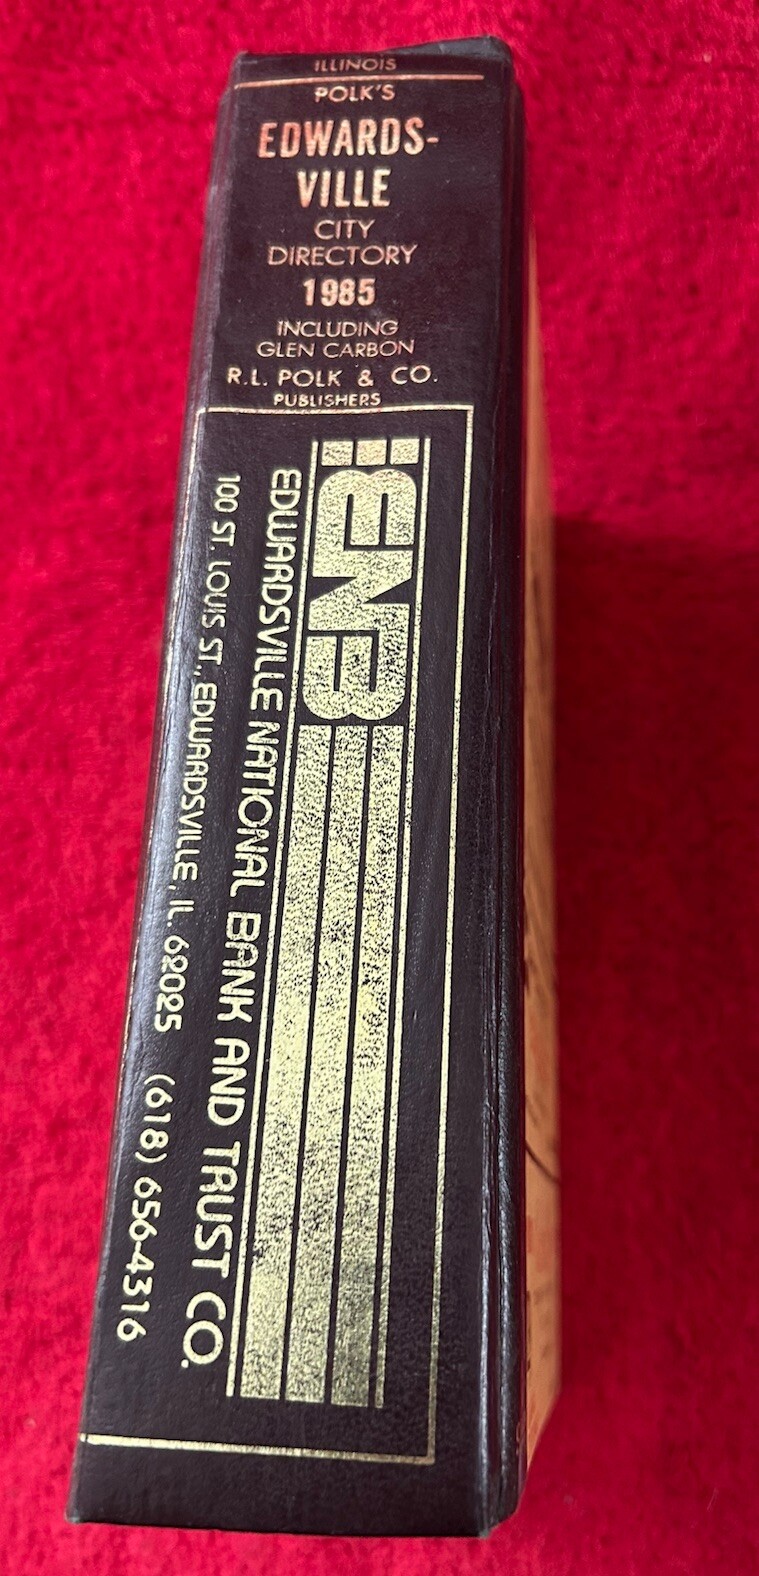 ILLINOIS
POLK'S
EDWARDS-
VILLE
CITY
DIRECTORY
1985
INCLUDING
GLEN CARBON
R.L. POLK & CO.
PUBLISHERS
ENB
EDWARDSVILLE NATIONAL BANK AND TRUST CO.
100 ST. LOUIS ST., EDWARDSVILLE, IL. 62025 (618) 656-4316